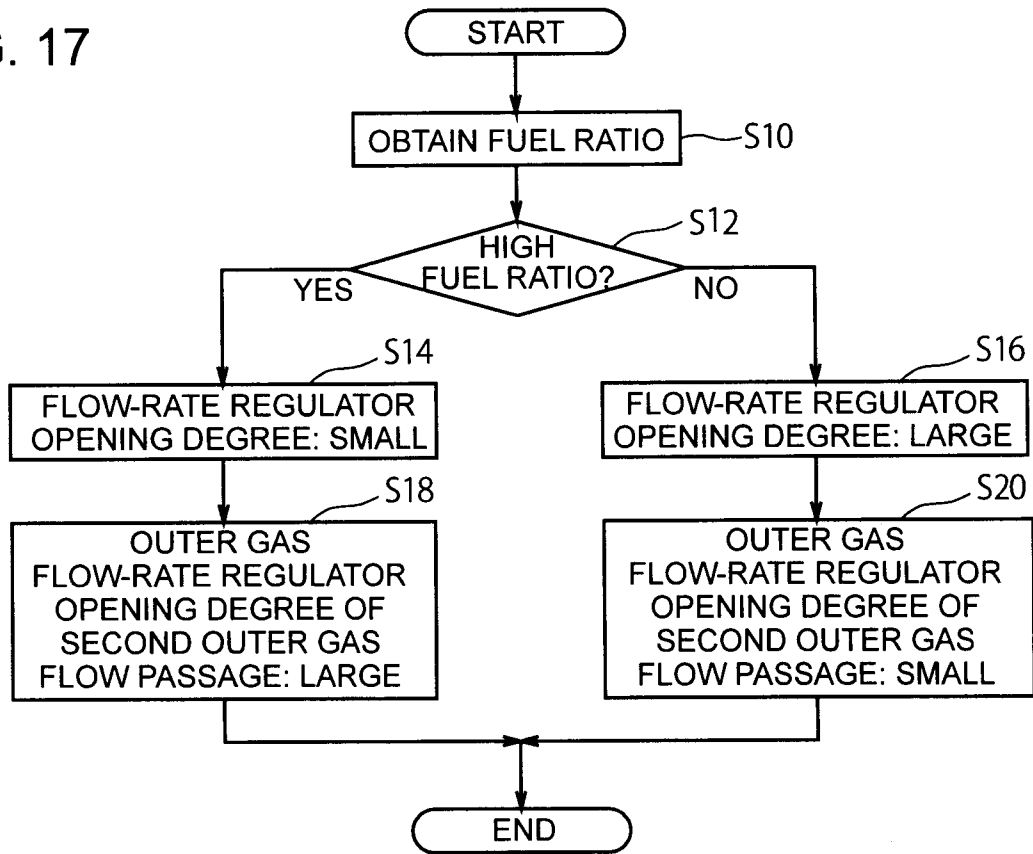 G. 17
START
OBTAIN FUEL RATIO
S10
S12
HIGH
FUEL RATIO?
YES
NO
S14
FLOW-RATE REGULATOR
OPENING DEGREE: SMALL
S16
FLOW-RATE REGULATOR
OPENING DEGREE: LARGE
S18
OUTER GAS
FLOW-RATE REGULATOR
OPENING DEGREE OF
SECOND OUTER GAS
FLOW PASSAGE: LARGE
S20
OUTER GAS
FLOW-RATE REGULATOR
OPENING DEGREE OF
SECOND OUTER GAS
FLOW PASSAGE: SMALL
END